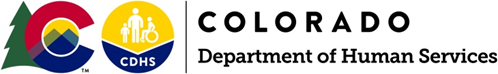 CDHS
TM
COLORADO
Department of Human Services